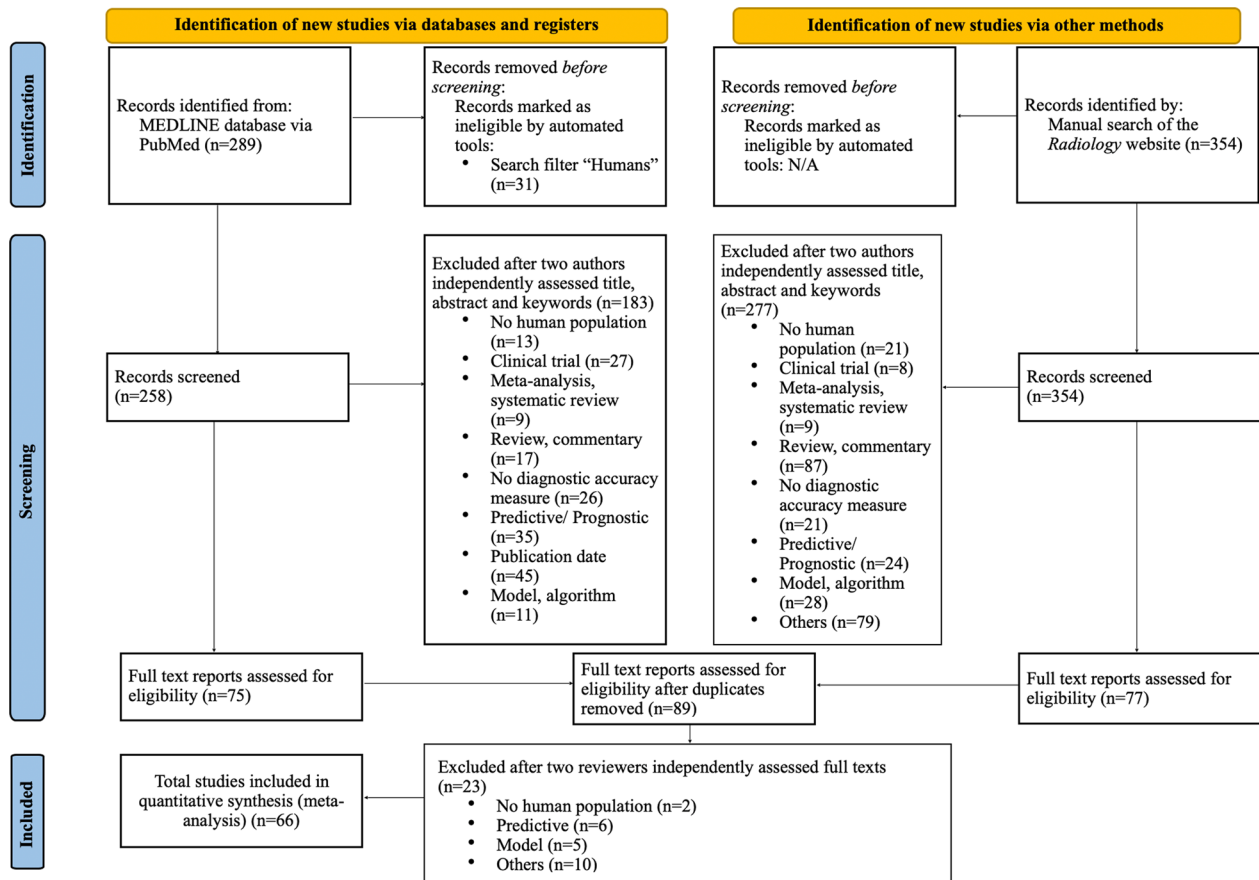 Identification of new studies via databases and registers
Identification of new studies via other methods
Identification
Records identified from:
MEDLINE database via
PubMed (n=289)
Records removed before
screening:
Records marked as
ineligible by automated
tools:
• Search filter “Humans”
(n=31)
Records removed before
screening:
Records marked as
ineligible by automated
tools: N/A
Records identified by:
Manual search of the
Radiology website (n=354)
Screening
Records screened
(n=258)
Excluded after two authors
independently assessed title,
abstract and keywords (n=183)
• No human population
(n=13)
• Clinical trial (n=27)
• Meta-analysis,
systematic review
(n=9)
• Review, commentary
(n=17)
• No diagnostic accuracy
measure (n=26)
• Predictive/ Prognostic
(n=35)
• Publication date
(n=45)
• Model, algorithm
(n=11)
Excluded after two authors
independently assessed title,
abstract and keywords
(n=277)
• No human
population (n=21)
• Clinical trial (n=8)
• Meta-analysis,
systematic review
(n=9)
• Review, commentary
(n=87)
• No diagnostic
accuracy measure
(n=21)
• Predictive/
Prognostic (n=24)
• Model, algorithm
(n=28)
• Others (n=79)
Records screened
(n=354)
Full text reports assessed for
eligibility (n=75)
Full text reports assessed for
eligibility after duplicates
removed (n=89)
Full text reports assessed for
eligibility (n=77)
Included
Total studies included in
quantitative synthesis (meta-
analysis) (n=66)
Excluded after two reviewers independently assessed full texts
(n=23)
• No human population (n=2)
• Predictive (n=6)
• Model (n=5)
• Others (n=10)